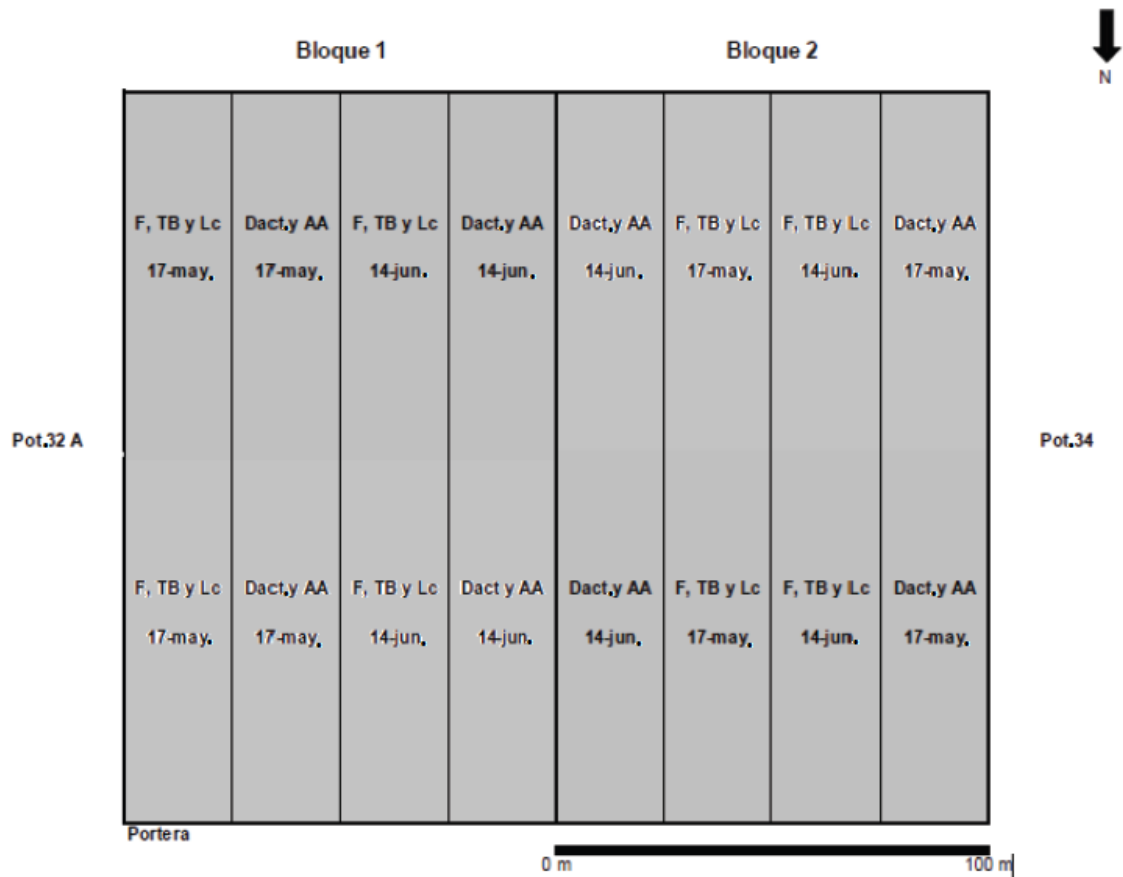 Bloque 1 Bloque 2
N
F, TB y Lc Dact.y AA F, TB y Lc Dact.y AA Dact.y AA F, TB y Lc F, TB y Lc Dact.y AA
17-may. 17-may. 14-jun. 14-jun. 14-jun. 17-may. 14-jun. 17-may.
Pot.32 A Pot.34
F, TB y Lc Dact.y AA F, TB y Lc Dact y AA Dact.y AA F, TB y Lc F, TB y Lc Dact.y AA
17-may. 17-may. 14-jun. 14-jun. 14-jun. 17-may. 14-jun. 17-may.
Portera
0 m 100 m